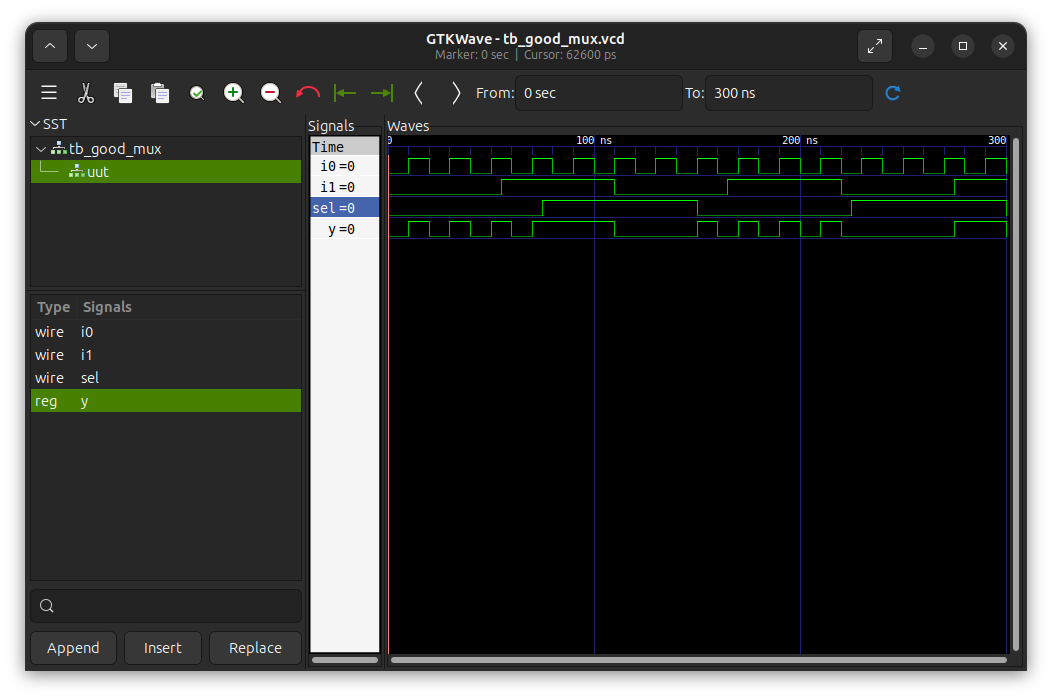 GTKWave - tb_good_mux.vcd
Marker: 0 sec | Cursor: 62600 ps
From: 0 sec To: 300 ns
SST
tb_good_mux
uut
Type Signals
wire i0
wire i1
wire sel
reg y
Append Insert Replace
Signals
Time
i0 =0
i1 =0
sel =0
y =0
Waves
0 100 ns 200 ns 300